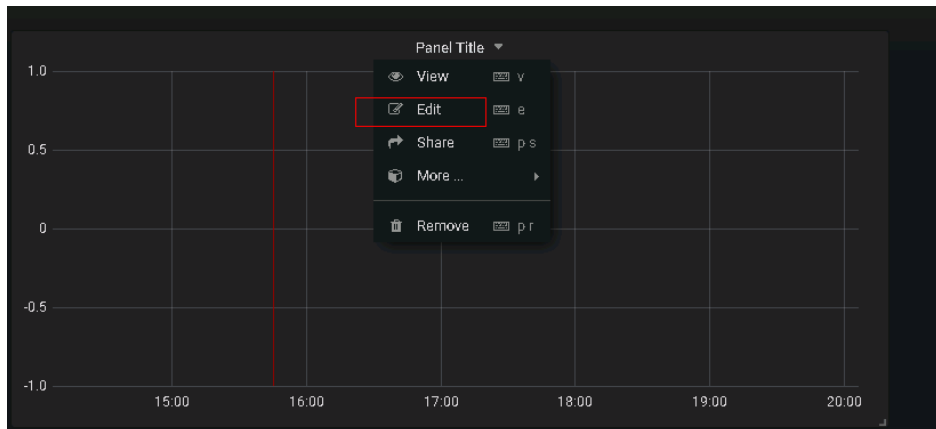 Panel Title
1.0
View v
Edit e
0.5
Share p s
More ...
0
Remove p r
-0.5
-1.0
15:00 16:00 17:00 18:00 19:00 20:00